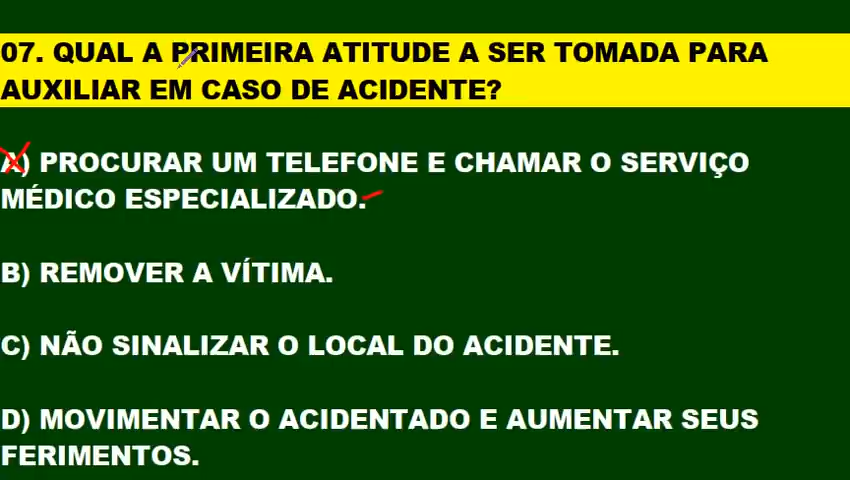 07. QUAL A PRIMEIRA ATITUDE A SER TOMADA PARA
AUXILIAR EM CASO DE ACIDENTE?
A) PROCURAR UM TELEFONE E CHAMAR O SERVIÇO
MÉDICO ESPECIALIZADO.
B) REMOVER A VÍTIMA.
C) NÃO SINALIZAR O LOCAL DO ACIDENTE.
D) MOVIMENTAR O ACIDENTADO E AUMENTAR SEUS
FERIMENTOS.